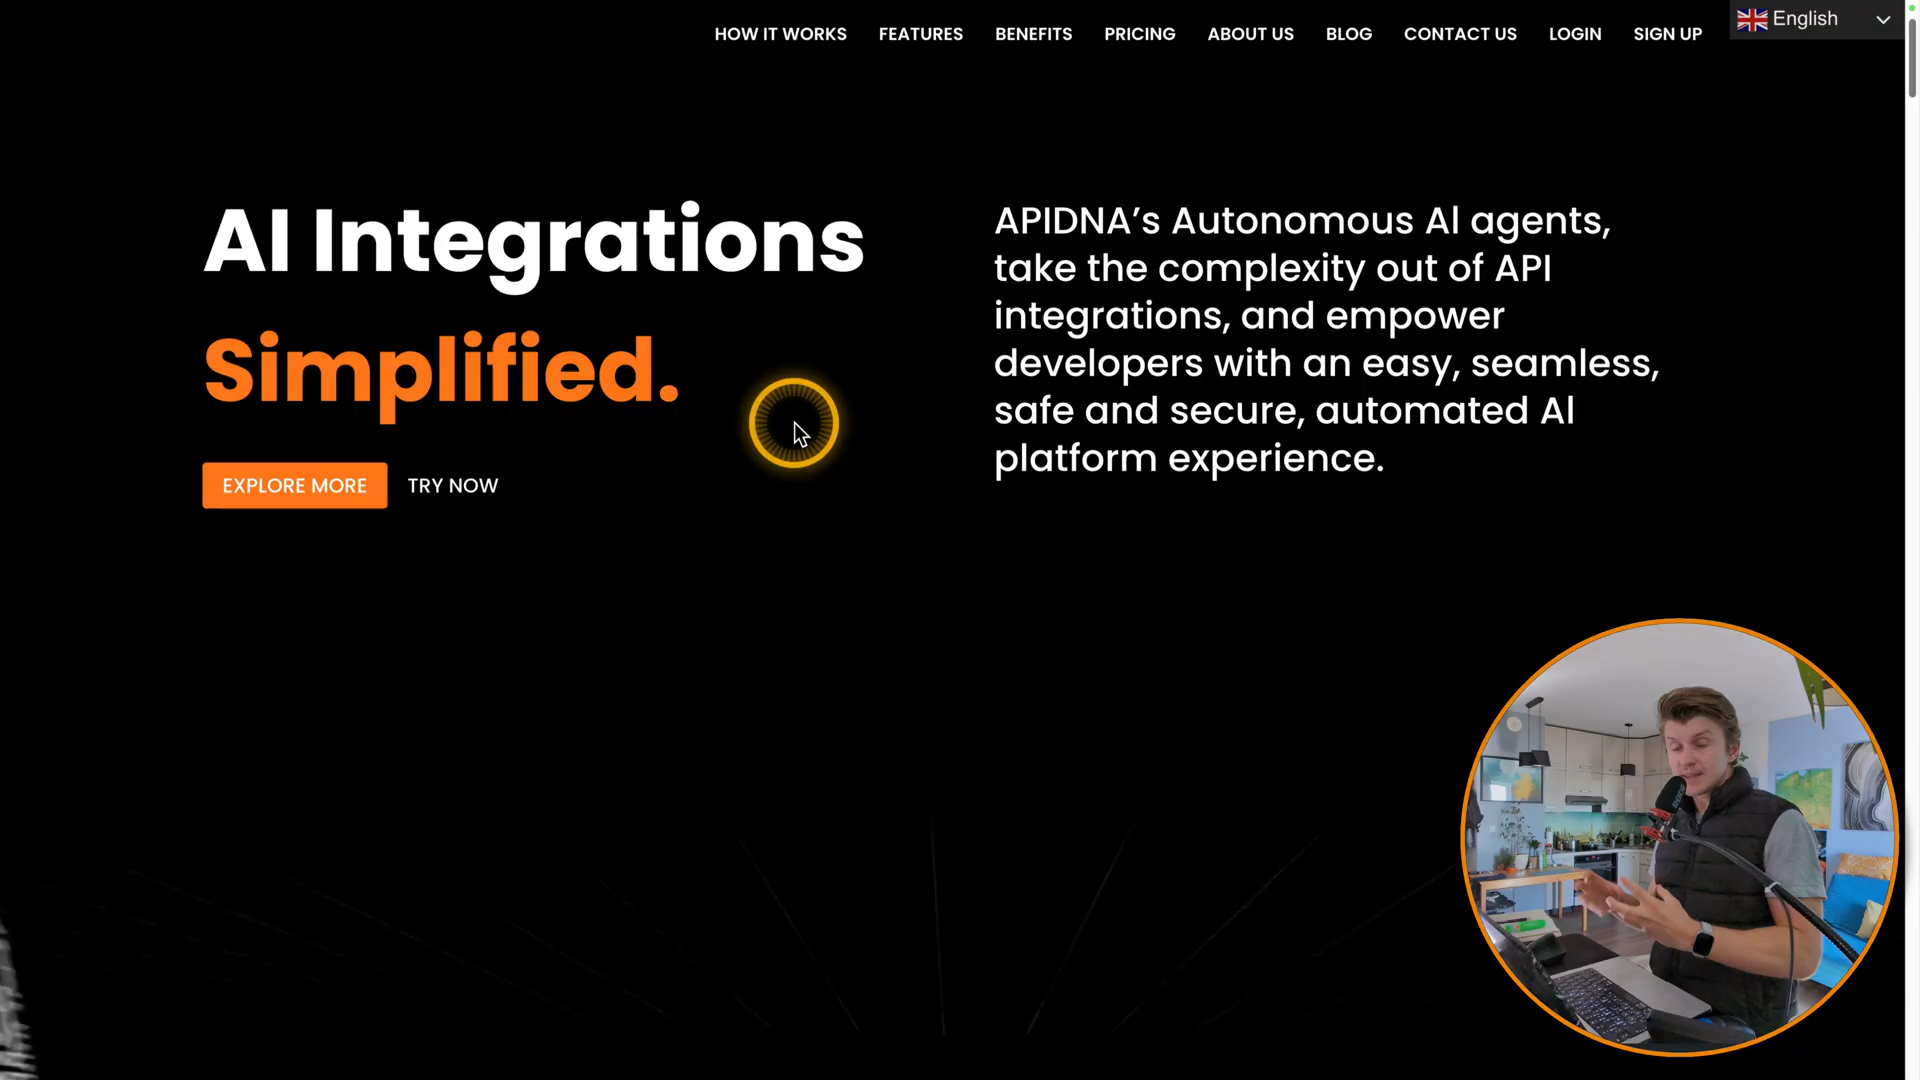 HOW IT WORKS FEATURES BENEFITS PRICING ABOUT US BLOG CONTACT US LOGIN SIGN UP English
AI Integrations
Simplified.
EXPLORE MORE TRY NOW
APIDNA’s Autonomous AI agents,
take the complexity out of API
integrations, and empower
developers with an easy, seamless,
safe and secure, automated AI
platform experience.